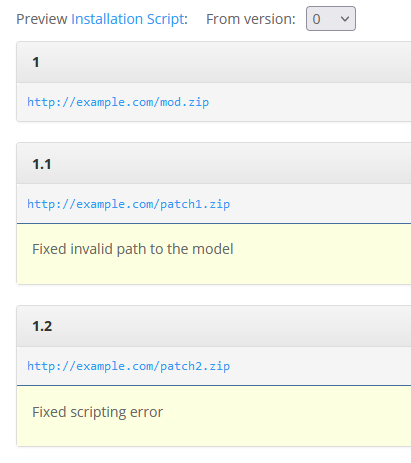 Preview Installation Script: From version: 0
1
http://example.com/mod.zip
1.1
http://example.com/patch1.zip
Fixed invalid path to the model
1.2
http://example.com/patch2.zip
Fixed scripting error